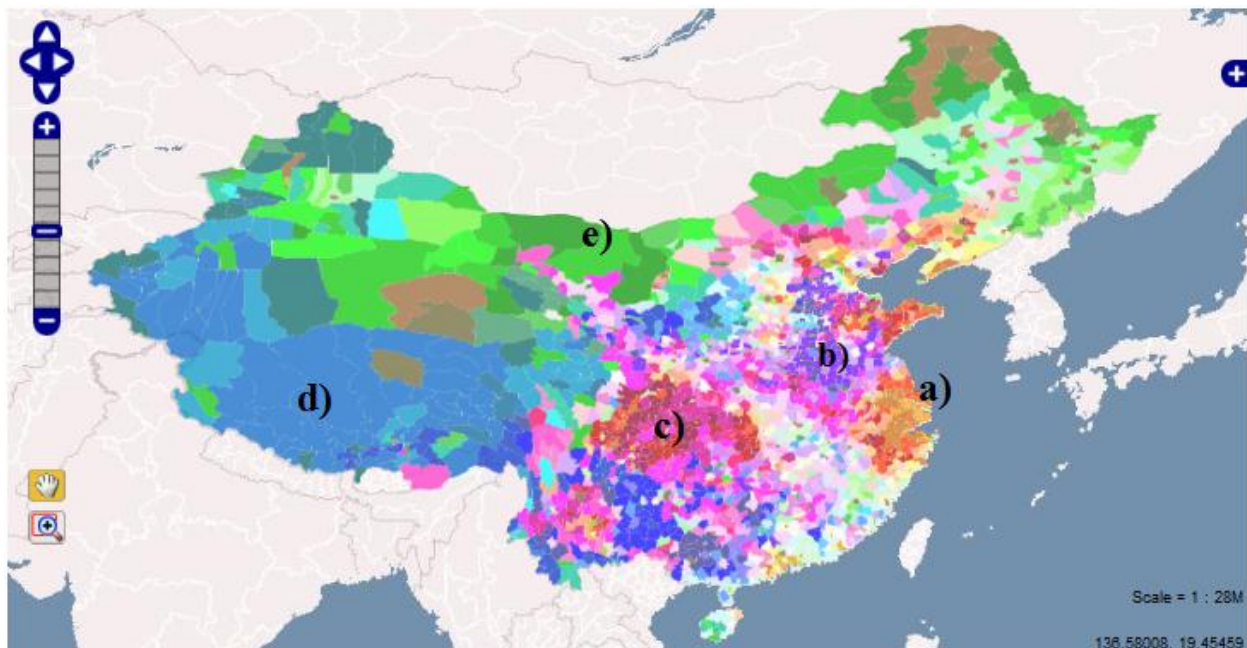 e)
b)
a)
d)
c)
Scale = 1 : 28M
136.58008, 19.45459